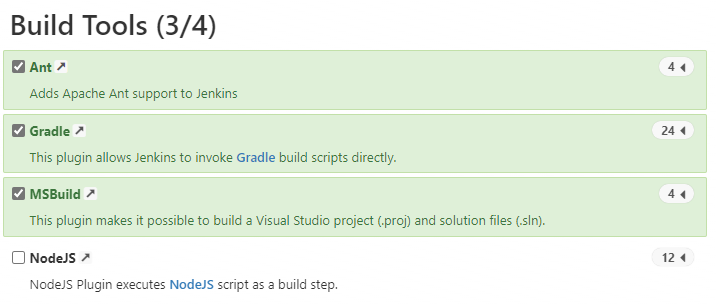 Build Tools (3/4)
Ant 4
Adds Apache Ant support to Jenkins
Gradle 24
This plugin allows Jenkins to invoke Gradle build scripts directly.
MSBuild 4
This plugin makes it possible to build a Visual Studio project (.proj) and solution files (.sln).
NodeJS 12
NodeJS Plugin executes NodeJS script as a build step.